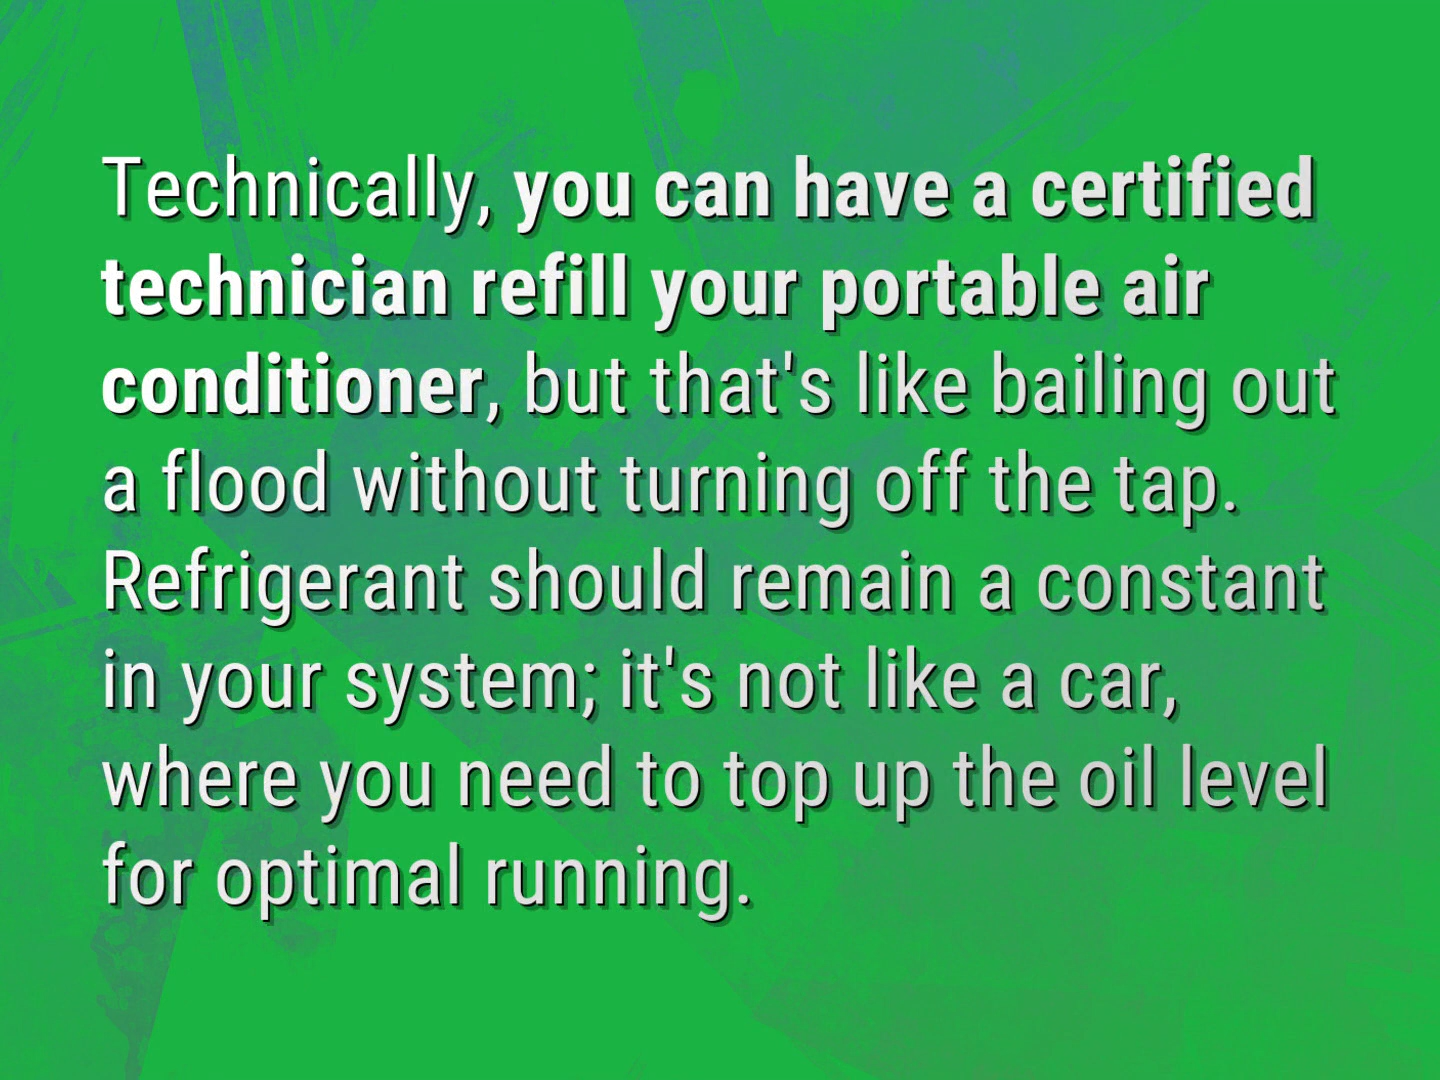 Technically, you can have a certified
technician refill your portable air
conditioner, but that's like bailing out
a flood without turning off the tap.
Refrigerant should remain a constant
in your system; it's not like a car,
where you need to top up the oil level
for optimal running.